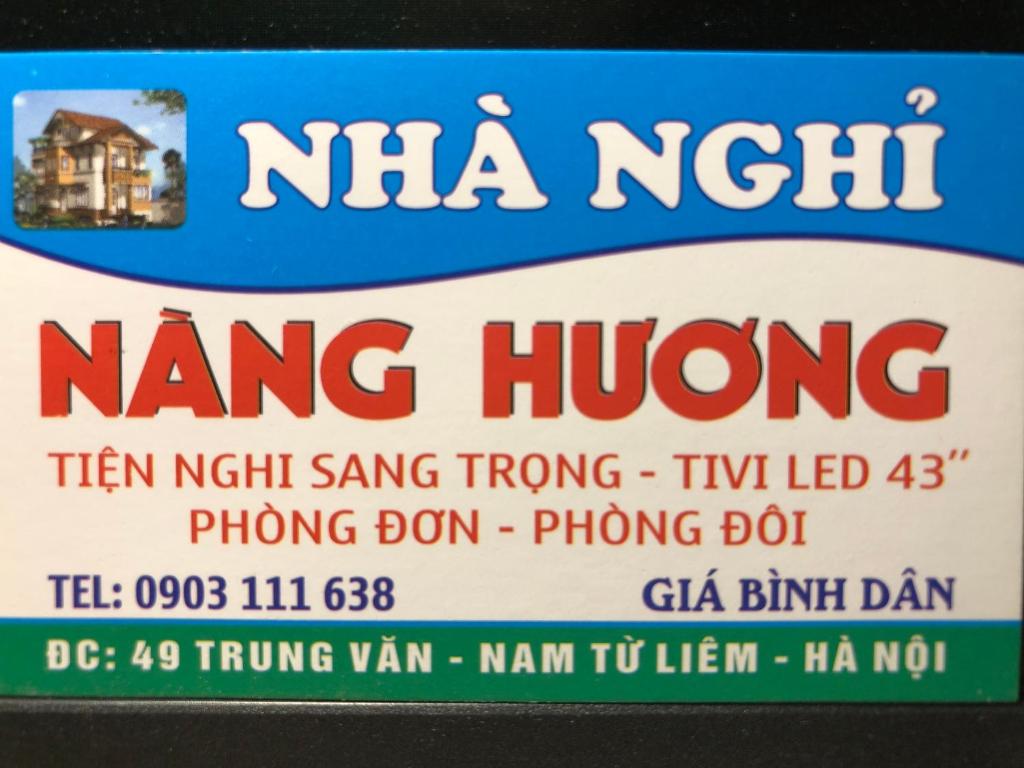 NHÀ NGHỈ
NÀNG HƯƠNG
TIỆN NGHI SANG TRỌNG - TIVI LED 43"
PHÒNG ĐƠN - PHÒNG ĐÔI
TEL: 0903 111 638 GIÁ BÌNH DÂN
ĐC: 49 TRUNG VĂN - NAM TỪ LIÊM - HÀ NỘI